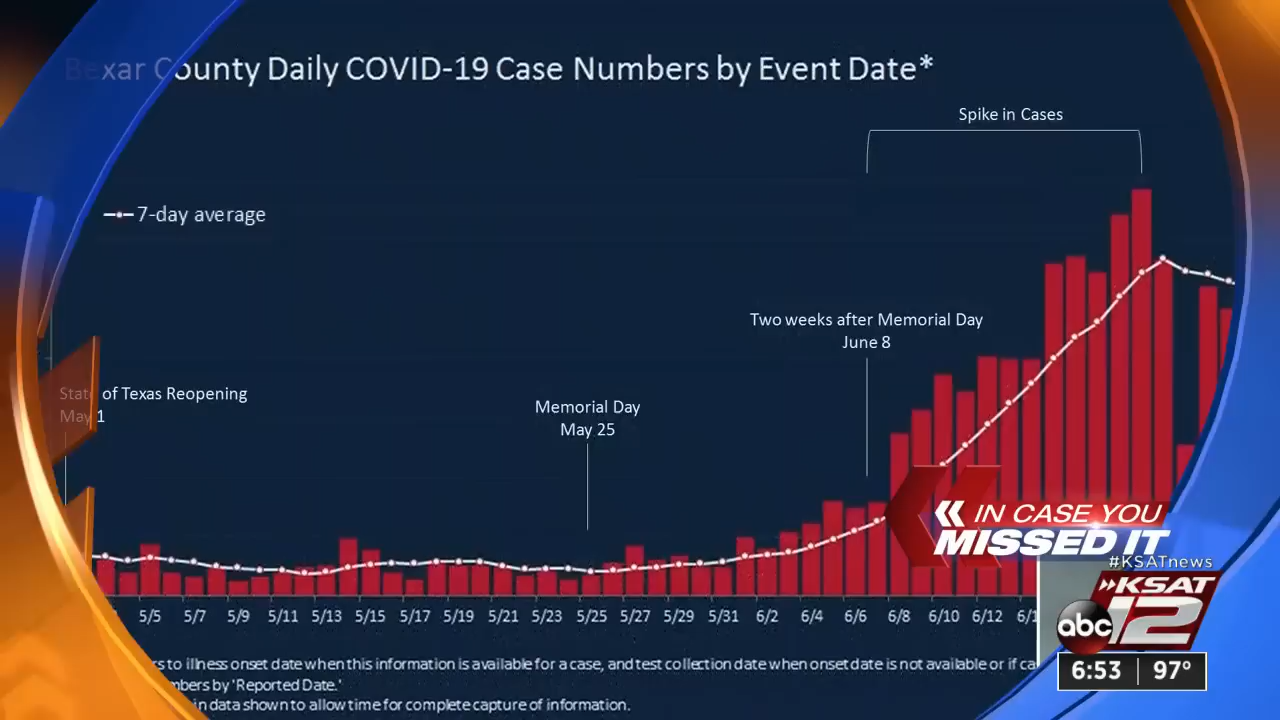 Bexar County Daily COVID-19 Case Numbers by Event Date*
Spike in Cases
7-day average
Two weeks after Memorial Day
June 8
State of Texas Reopening
May 1
Memorial Day
May 25
5/5 5/7 5/9 5/11 5/13 5/15 5/17 5/19 5/21 5/23 5/25 5/27 5/29 5/31 6/2 6/4 6/6 6/8 6/10 6/12
IN CASE YOU
MISSED IT
#KSATnews
KSAT
abc 12
6:53 97°
to illness onset date when this information is available for a case, and test collection date when onset date is not available or if
by 'Reported Date.'
in data shown to allow time for complete capture of information.